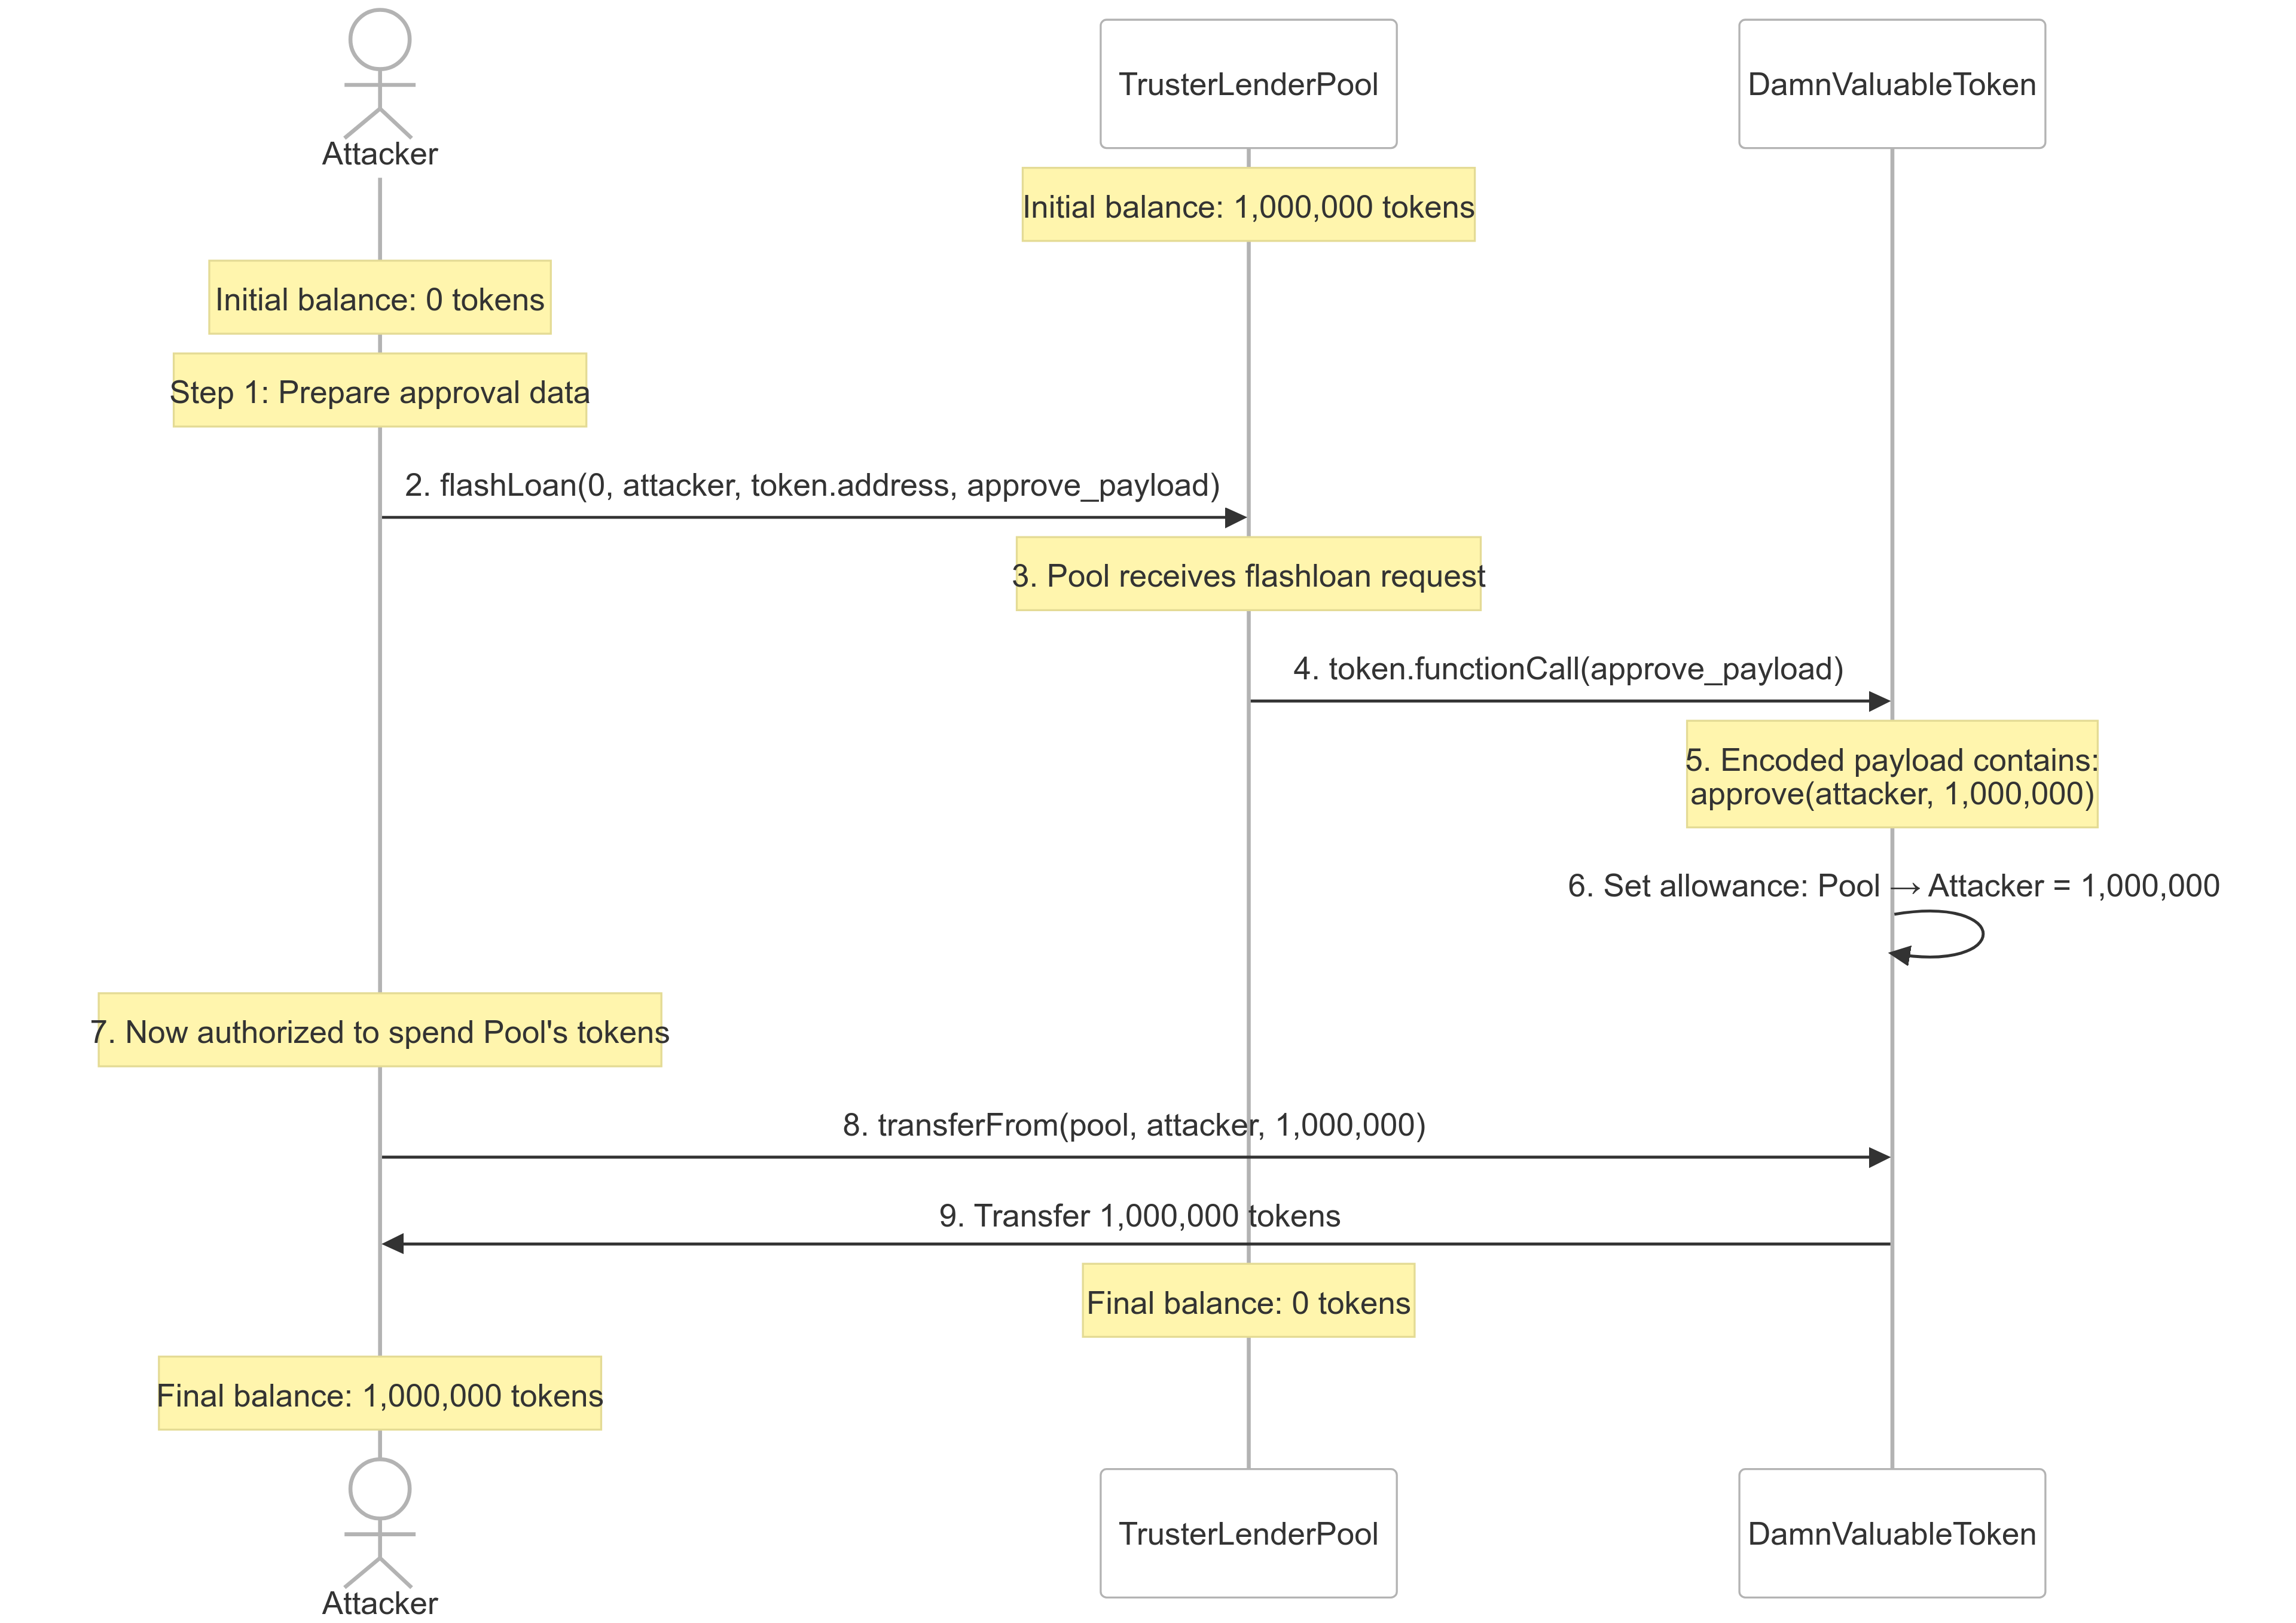 TrusterLenderPool
DamnValuableToken
Attacker
Initial balance: 1,000,000 tokens
Initial balance: 0 tokens
Step 1: Prepare approval data
2. flashLoan(0, attacker, token.address, approve_payload)
3. Pool receives flashloan request
4. token.functionCall(approve_payload)
5. Encoded payload contains:
approve(attacker, 1,000,000)
6. Set allowance: Pool → Attacker = 1,000,000
7. Now authorized to spend Pool's tokens
8. transferFrom(pool, attacker, 1,000,000)
9. Transfer 1,000,000 tokens
Final balance: 0 tokens
Final balance: 1,000,000 tokens
TrusterLenderPool
DamnValuableToken
Attacker